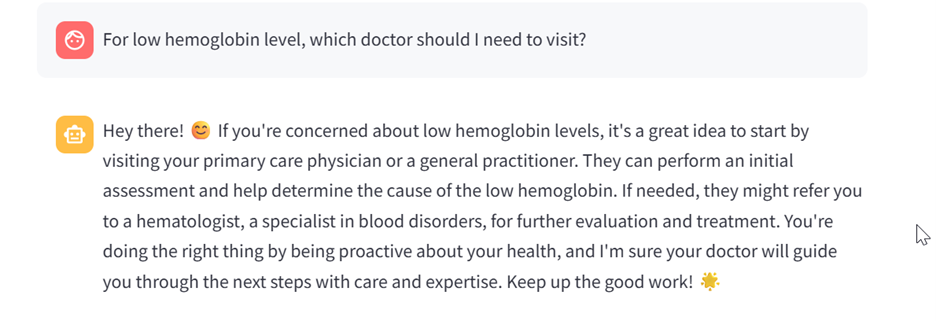 For low hemoglobin level, which doctor should I need to visit?
Hey there! 😊 If you're concerned about low hemoglobin levels, it's a great idea to start by
visiting your primary care physician or a general practitioner. They can perform an initial
assessment and help determine the cause of the low hemoglobin. If needed, they might refer you
to a hematologist, a specialist in blood disorders, for further evaluation and treatment. You're
doing the right thing by being proactive about your health, and I'm sure your doctor will guide
you through the next steps with care and expertise. Keep up the good work! 🌟